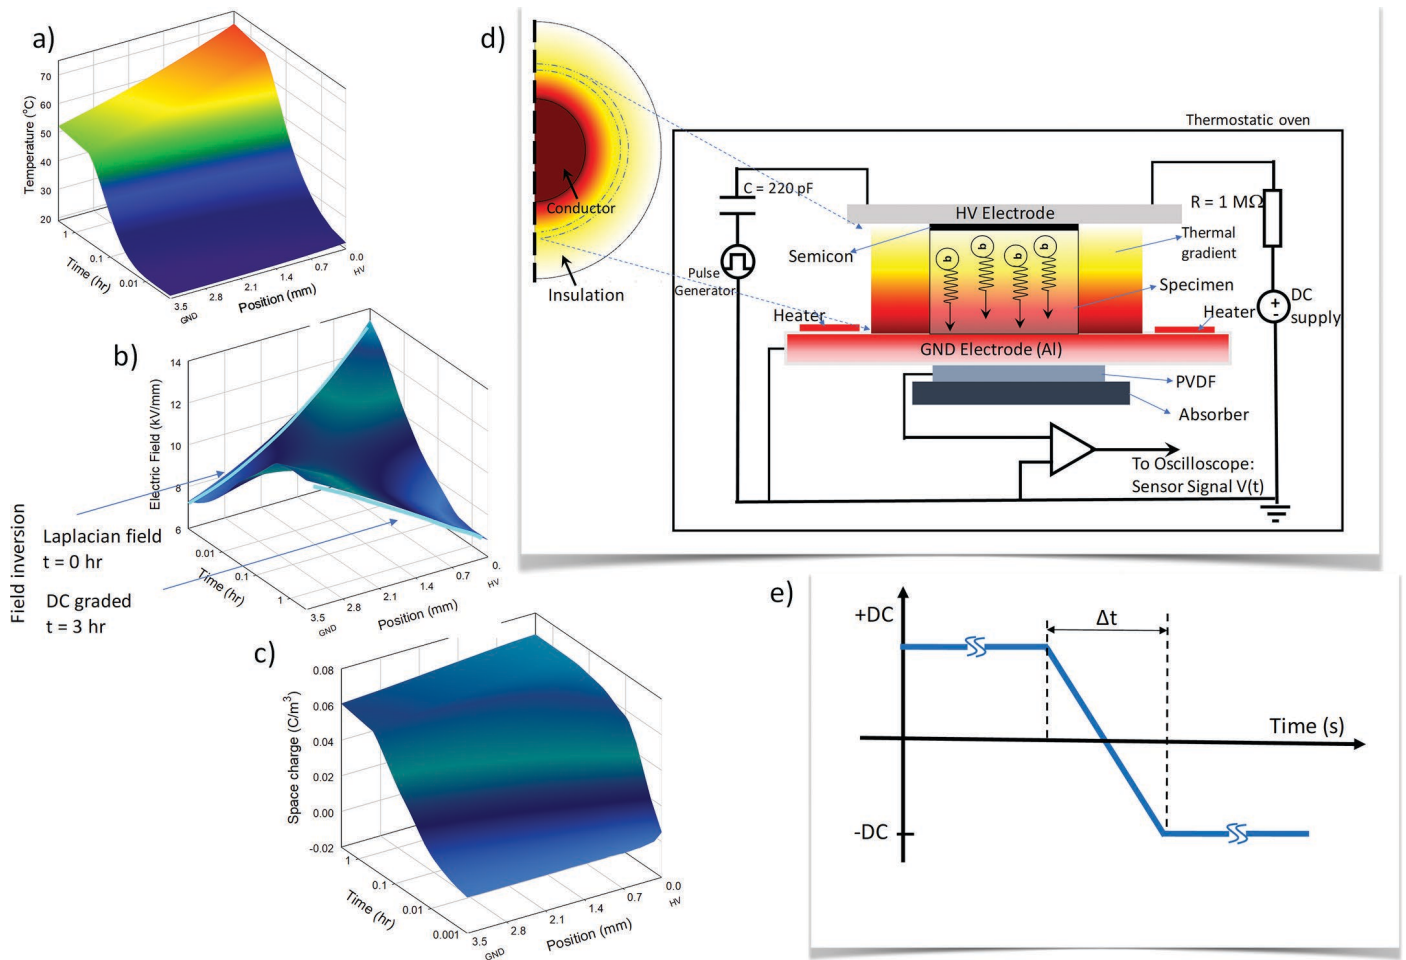 a)
Temperature (°C)
70
60
50
40
30
20
1
0.1
0.01
Time (hr)
3.5
GND
2.8
2.1
1.4
0.7
0.0
HV
Position (mm)
b)
Electric Field (kV/mm)
14
12
10
8
6
0.01
0.1
1
Time (hr)
3.5
GND
2.8
2.1
1.4
0.7
0.
HV
Position (mm)
Field inversion
Laplacian field
t = 0 hr
DC graded
t = 3 hr
c)
Space charge (C/m³)
0.08
0.06
0.04
0.02
0.00
-0.02
1
0.1
0.01
0.001
Time (hr)
3.5
GND
2.8
2.1
1.4
0.7
0.0
HV
Position (mm)
d)
Conductor
Insulation
Thermostatic oven
C = 220 pF
R = 1 MΩ
HV Electrode
Semicon
Thermal
gradient
b
b
b
b
Pulse
Generator
Specimen
Heater
Heater
DC
supply
GND Electrode (Al)
PVDF
Absorber
To Oscilloscope:
Sensor Signal V(t)
e)
+DC
Δt
Time (s)
-DC